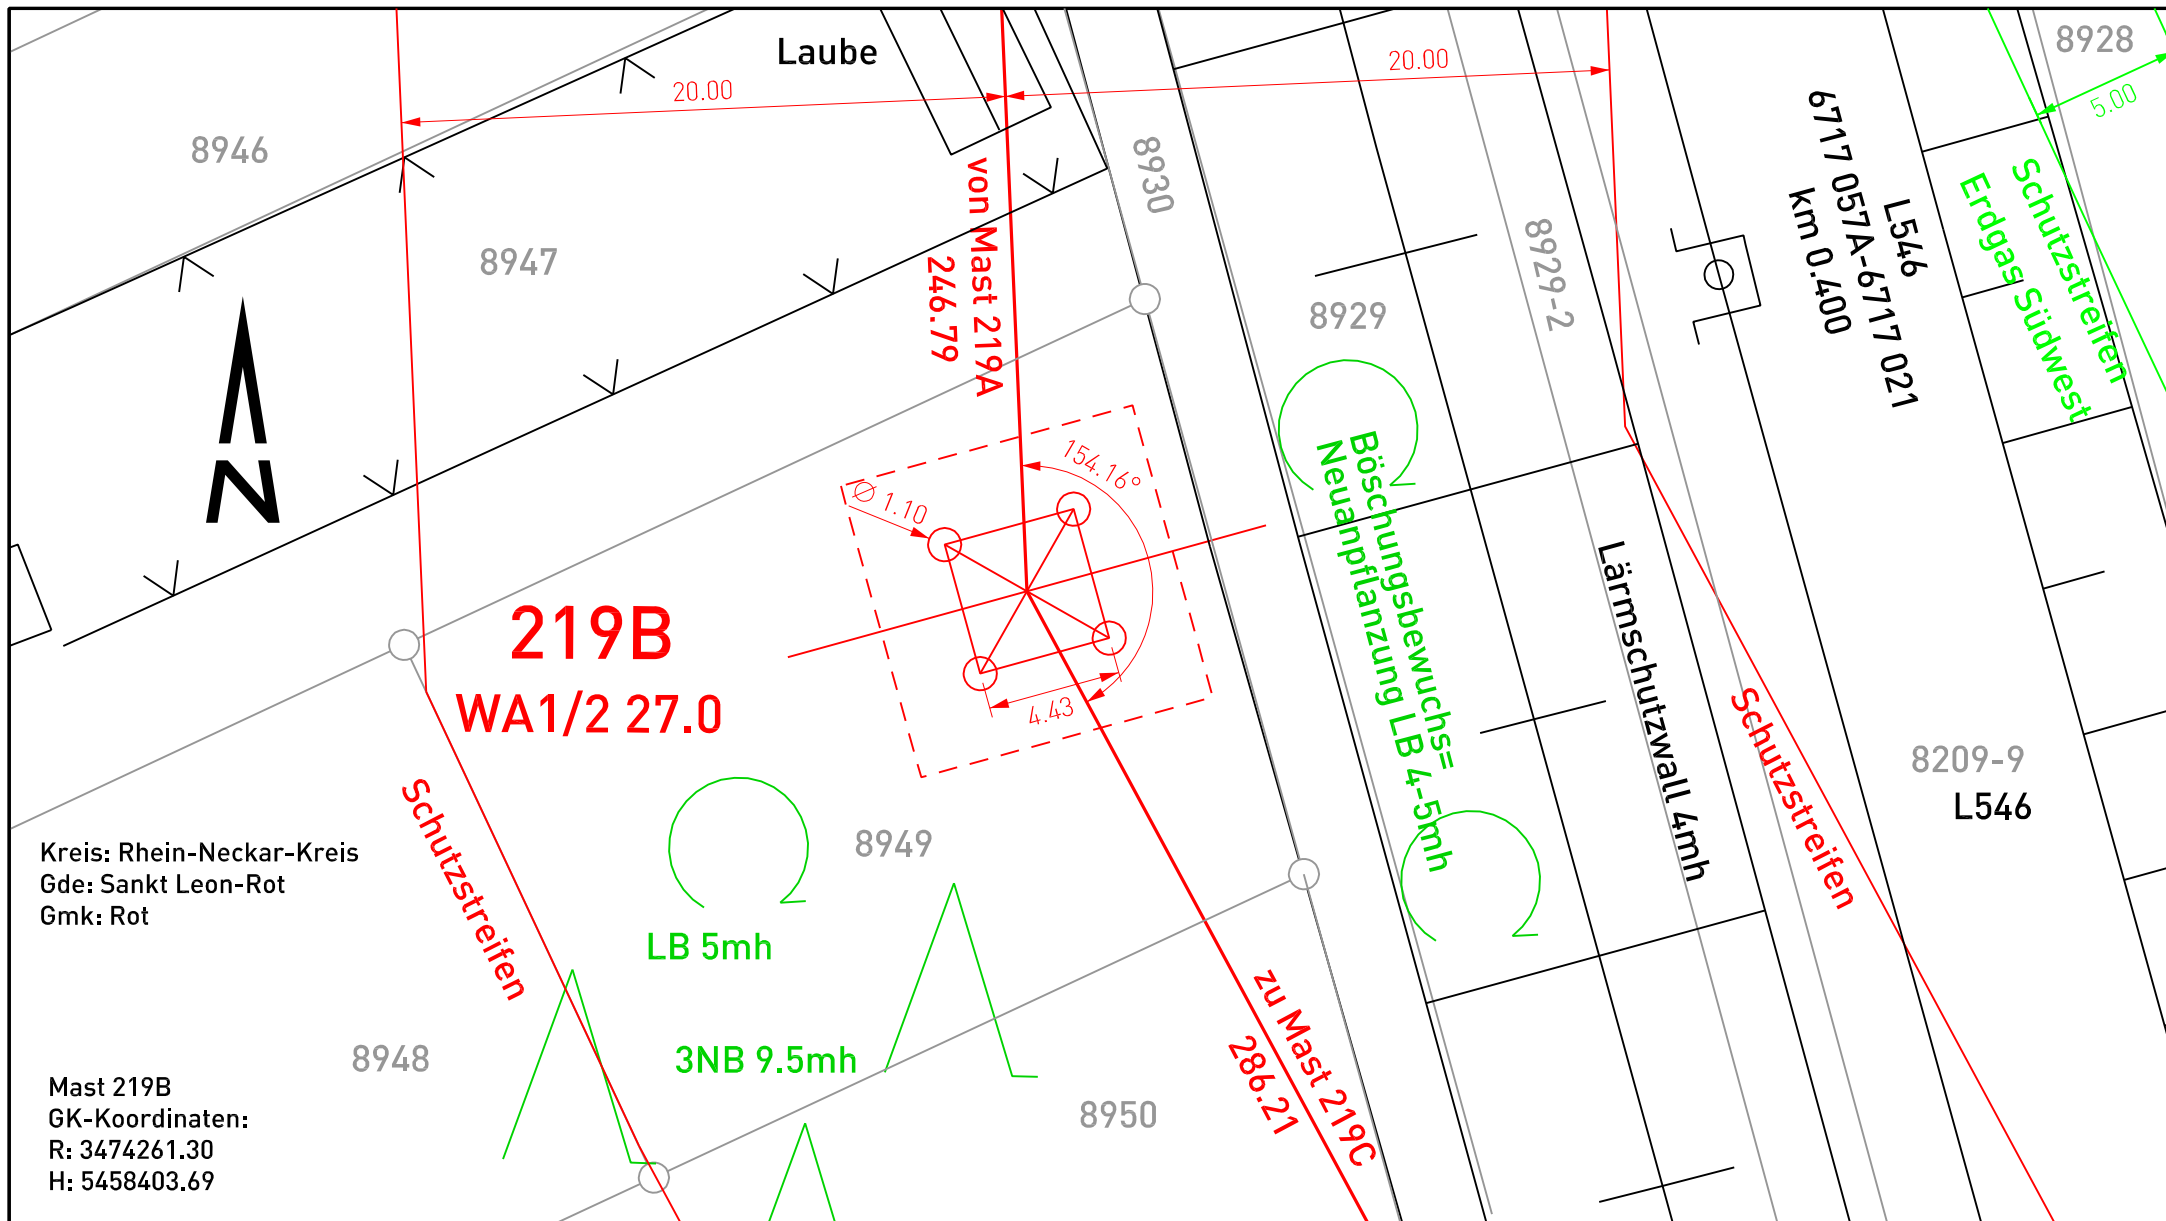 Laube
8928
20.00
20.00
5.00
8946
8930
8947
von Mast 219A
246.79
8929-2
8929
L546
6717 057A-6717 021
km 0.400
Schutzstreifen
Erdgas Südwest
N
154.16°
Ø 1.10
4.43
219B
WA1/2 27.0
Böschungsbewuchs=
Neuanpflanzung LB 4-5mh
Lärmschutzwall 4mh
Schutzstreifen
8209-9
L546
Schutzstreifen
8949
Kreis: Rhein-Neckar-Kreis
Gde: Sankt Leon-Rot
Gmk: Rot
LB 5mh
3NB 9.5mh
8948
8950
zu Mast 219C
286.21
Mast 219B
GK-Koordinaten:
R: 3474261.30
H: 5458403.69